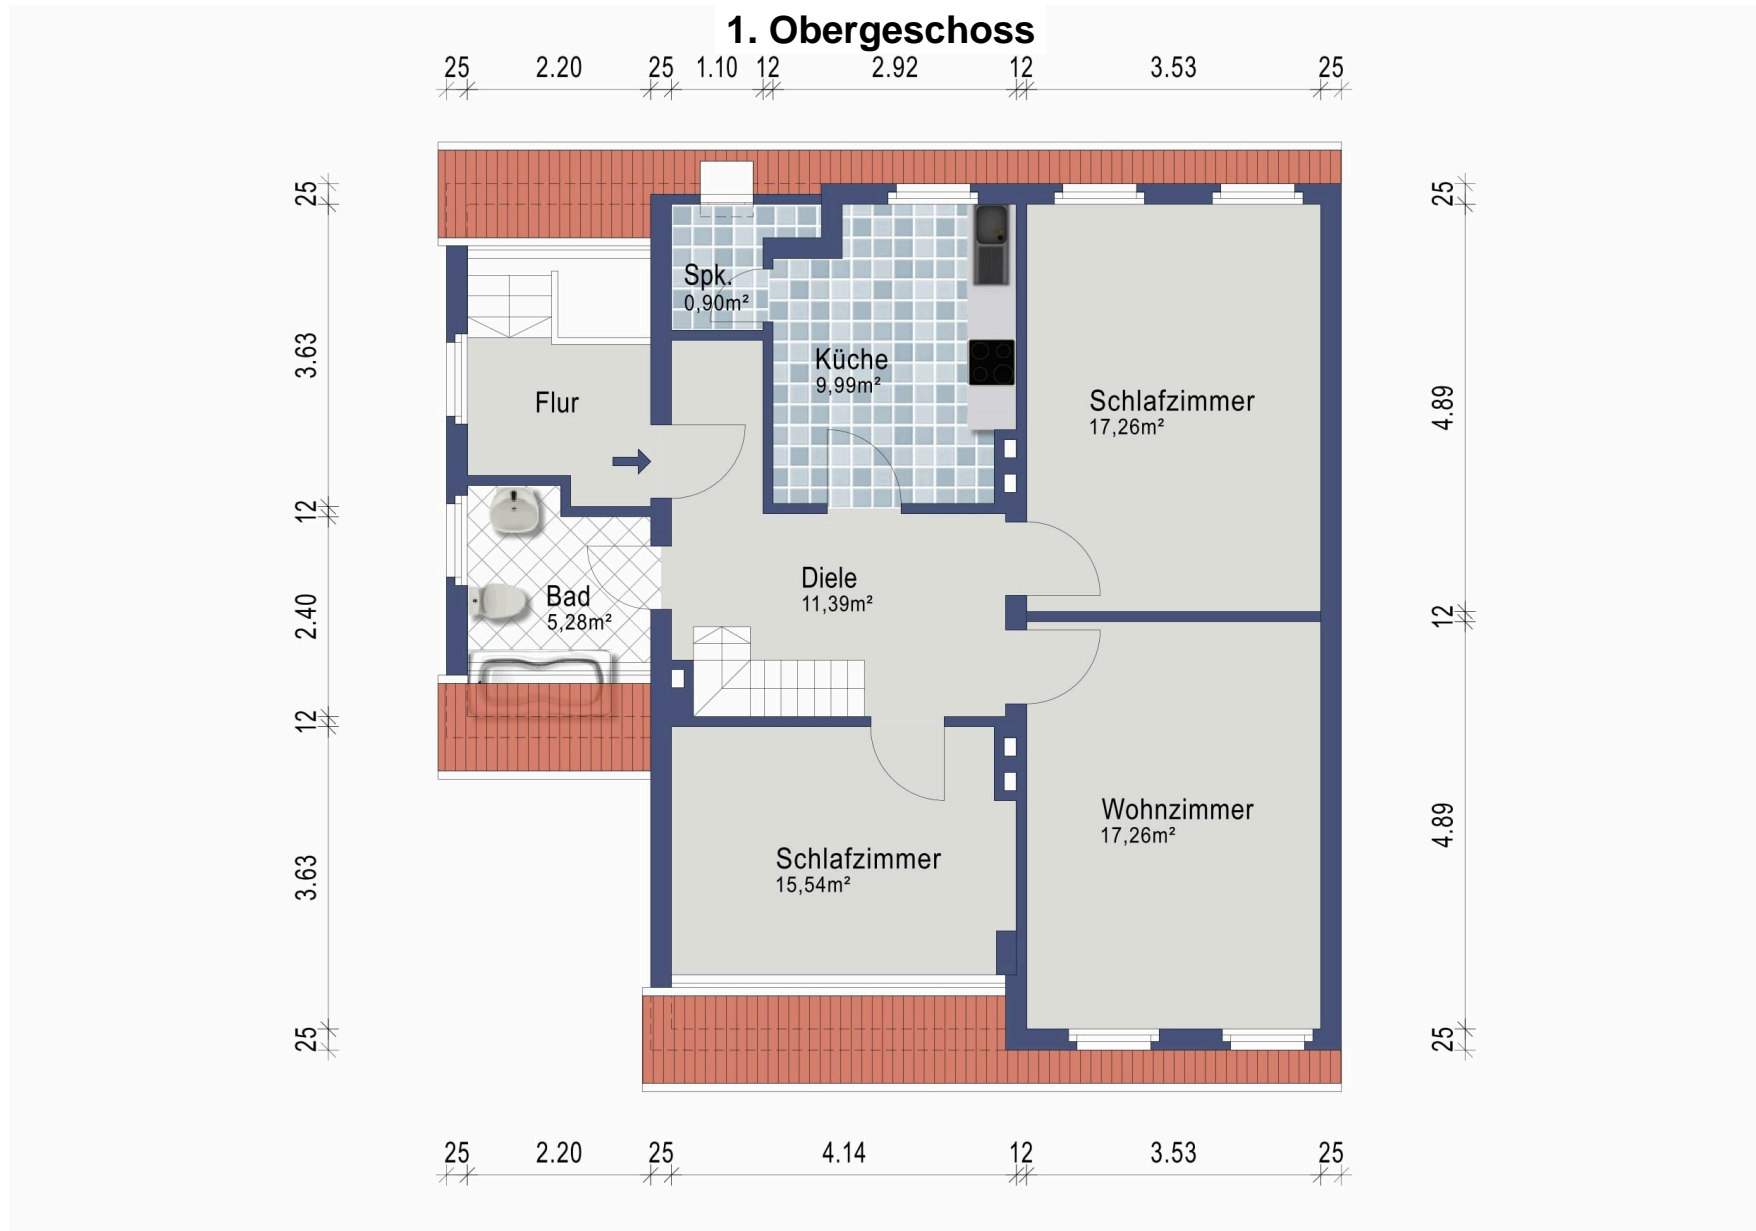 1. Obergeschoss
25 2.20 25 1.10 12 2.92 12 3.53 25
25
3.63
12
2.40
12
3.63
25
Spk.
0,90m²
Küche
9,99m²
Flur
Schlafzimmer
17,26m²
Diele
11,39m²
Bad
5,28m²
Wohnzimmer
17,26m²
Schlafzimmer
15,54m²
25
4.89
12
4.89
25
25 2.20 25 4.14 12 3.53 25